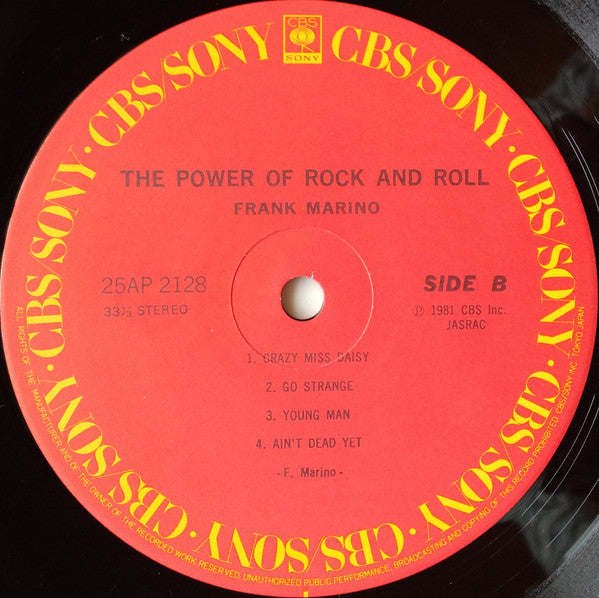 CBS
SONY
CBS/SONY · CBS/SONY · CBS/SONY · CBS/SONY · CBS/SONY · CBS/SONY · CBS/SONY · CBS/SONY · CBS/SONY
THE POWER OF ROCK AND ROLL
FRANK MARINO
25AP 2128
33⅓ STEREO
SIDE B
Ⓟ 1981 CBS Inc.
JASRAC
1. CRAZY MISS DAISY
2. GO STRANGE
3. YOUNG MAN
4. AIN'T DEAD YET
- F. Marino -
ALL RIGHTS OF THE MANUFACTURER AND OF THE OWNER OF THE RECORDED WORK RESERVED. UNAUTHORIZED PUBLIC PERFORMANCE, BROADCASTING AND COPYING OF THIS RECORD PROHIBITED. CBS/SONY INC. TOKYO JAPAN